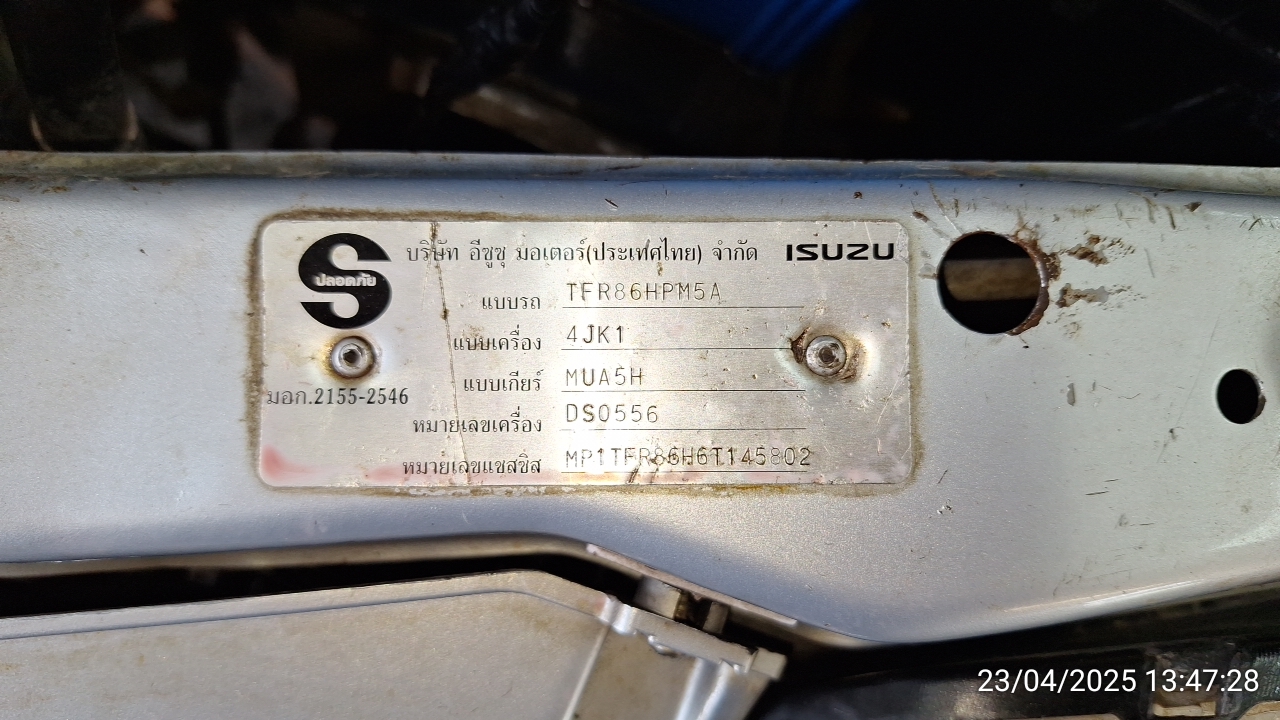 บริษัท อีซูซุ มอเตอร์(ประเทศไทย) จำกัด ISUZU
S
ปลอดภัย
แบบรถ TFR86HPM5A
แบบเครื่อง 4JK1
แบบเกียร์ MUA5H
มอก.2155-2546
หมายเลขเครื่อง DS0556
หมายเลขแชสซิส MP1TFR86H6T145802
23/04/2025 13:47:28